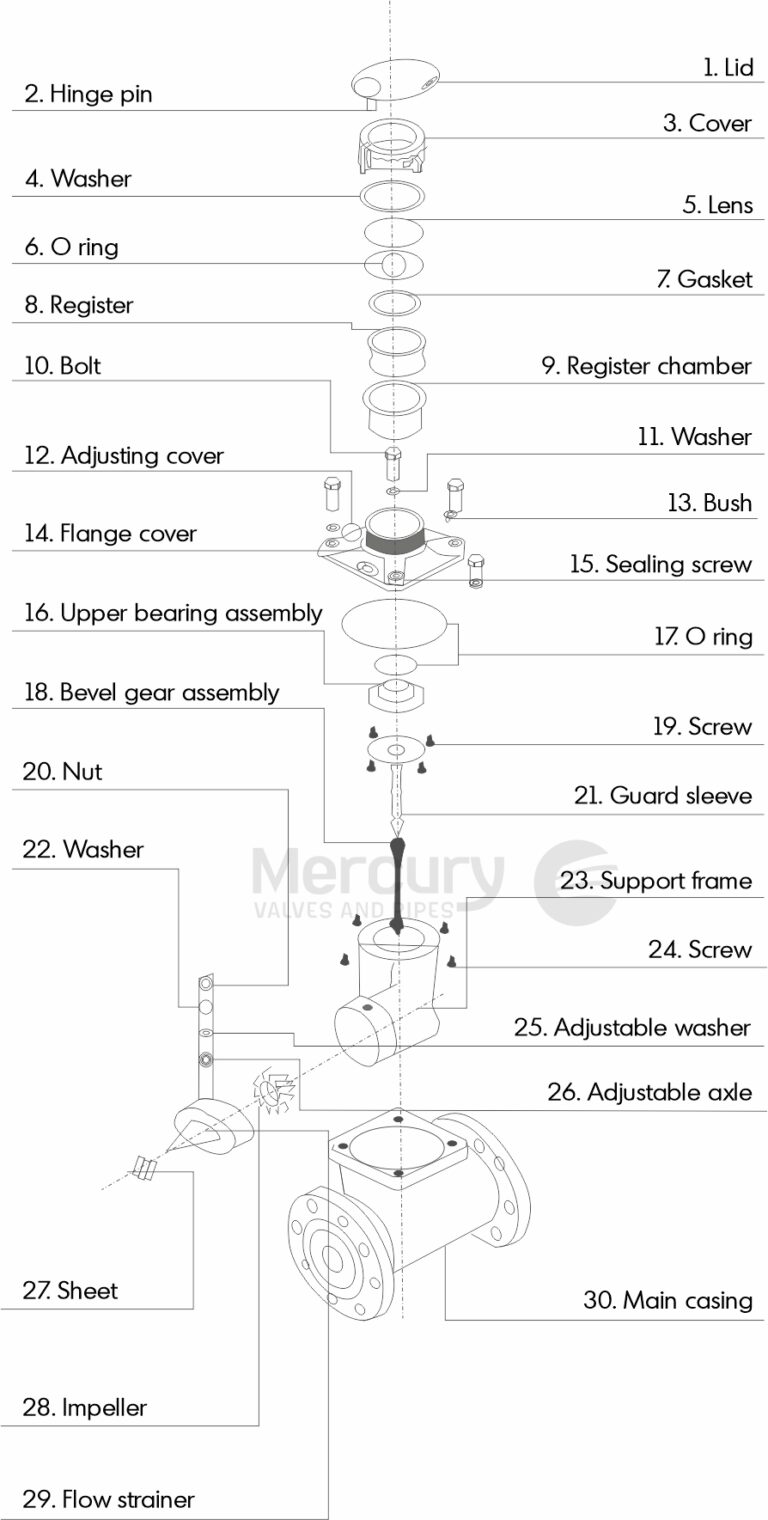 1. Lid
2. Hinge pin
3. Cover
4. Washer
5. Lens
6. O ring
7. Gasket
8. Register
9. Register chamber
10. Bolt
11. Washer
12. Adjusting cover
13. Bush
14. Flange cover
15. Sealing screw
16. Upper bearing assembly
17. O ring
18. Bevel gear assembly
19. Screw
20. Nut
21. Guard sleeve
22. Washer
Mercury
VALVES AND PIPES
23. Support frame
24. Screw
25. Adjustable washer
26. Adjustable axle
27. Sheet
30. Main casing
28. Impeller
29. Flow strainer